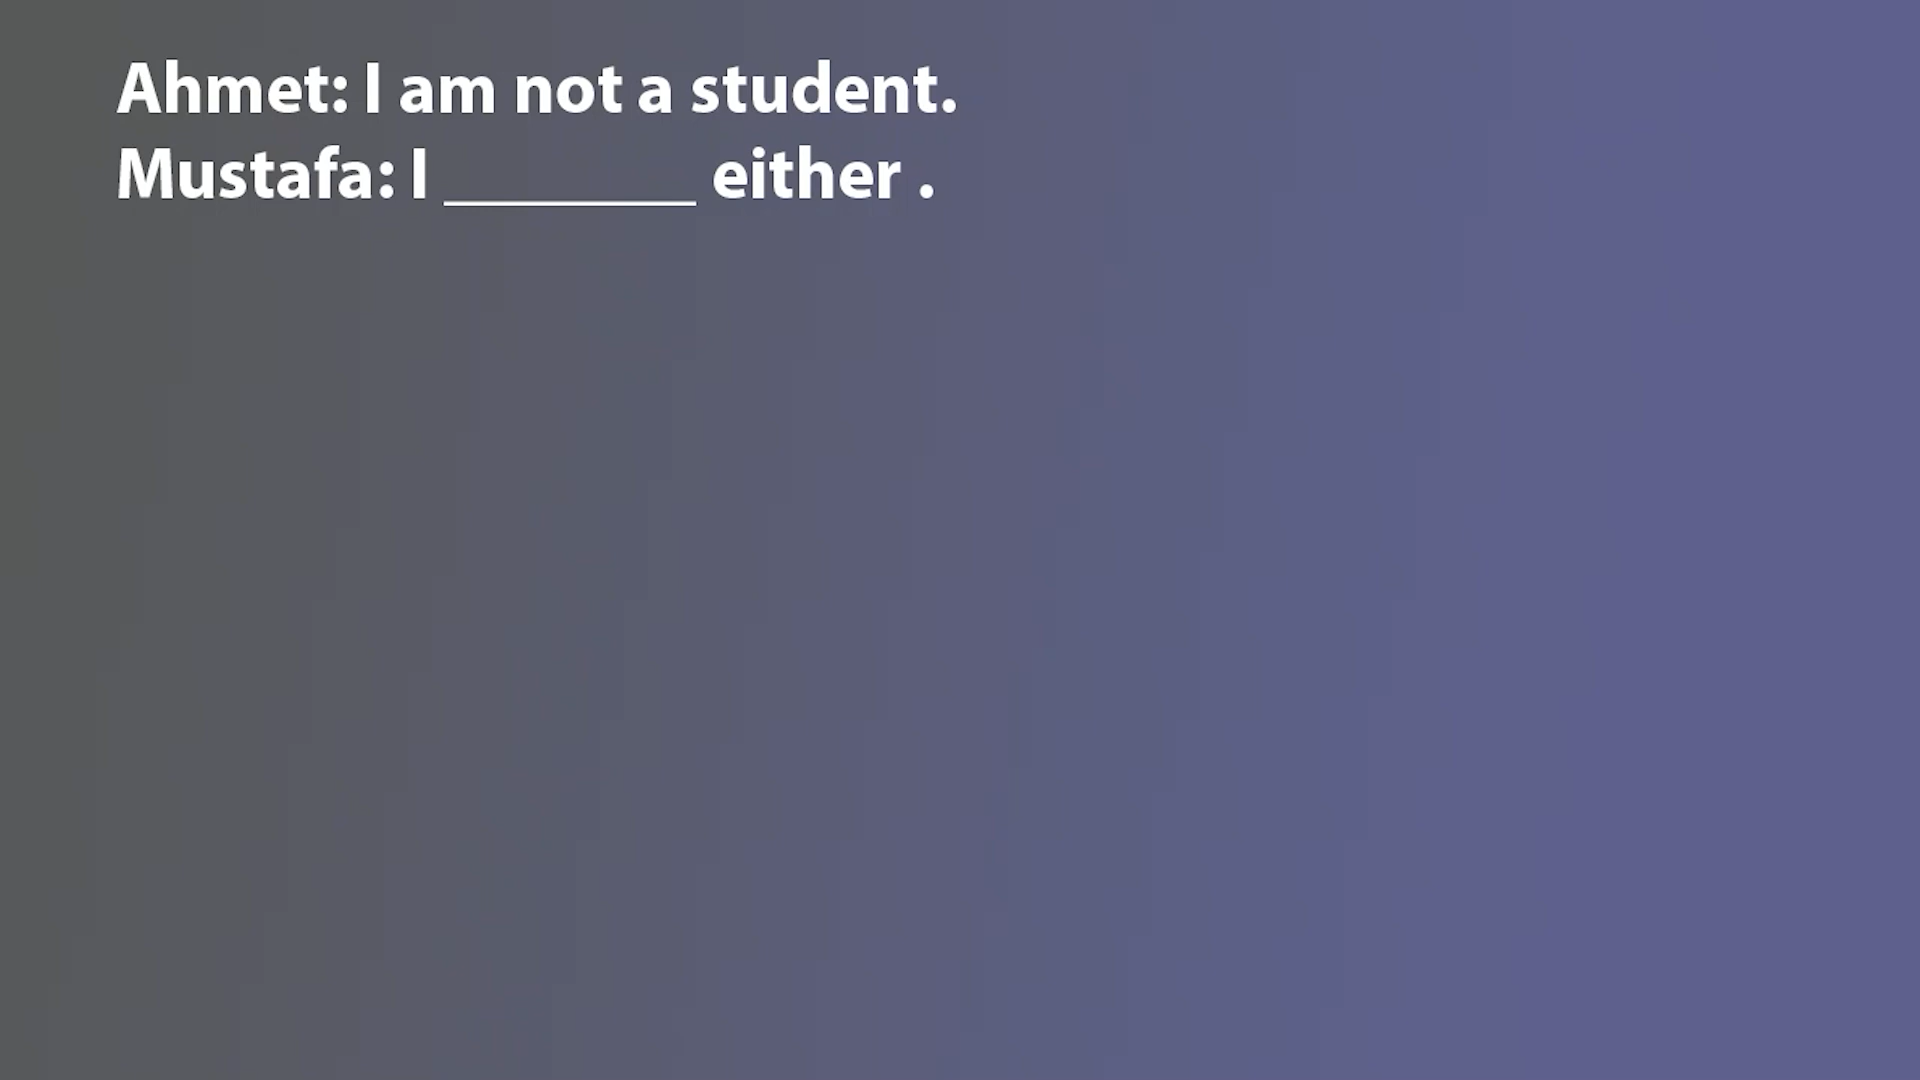 Ahmet: I am not a student.
Mustafa: I ________ either .